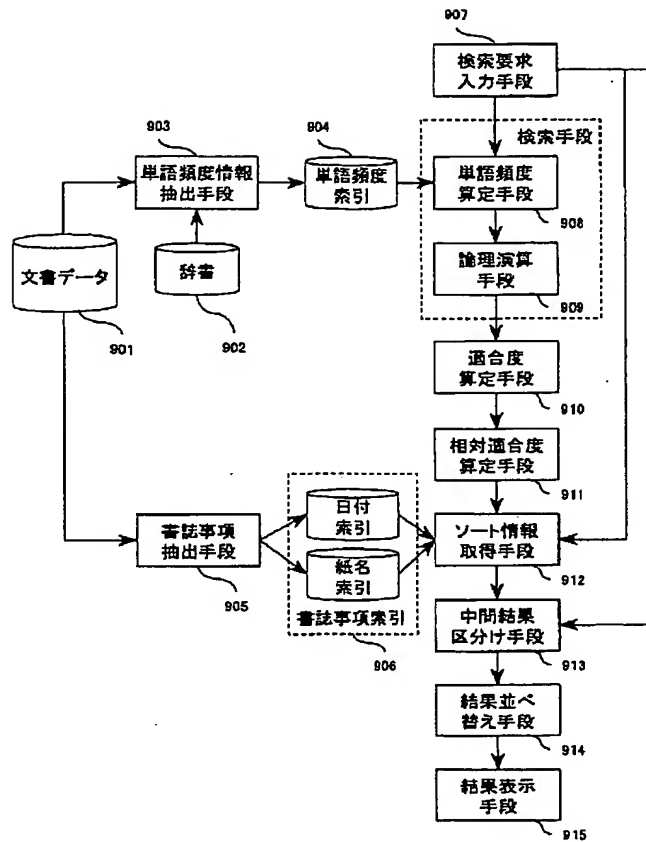 907
検索要求
入力手段
検索手段
903
単語頻度情報
抽出手段
904
単語頻度
索引
単語頻度
算定手段
908
文書データ
901
辞書
902
論理演算
手段
909
適合度
算定手段
910
相対適合度
算定手段
911
書誌事項
抽出手段
905
日付
索引
紙名
索引
書誌事項索引
906
ソート情報
取得手段
912
中間結果
区分け手段
913
結果並べ
替え手段
914
結果表示
手段
915